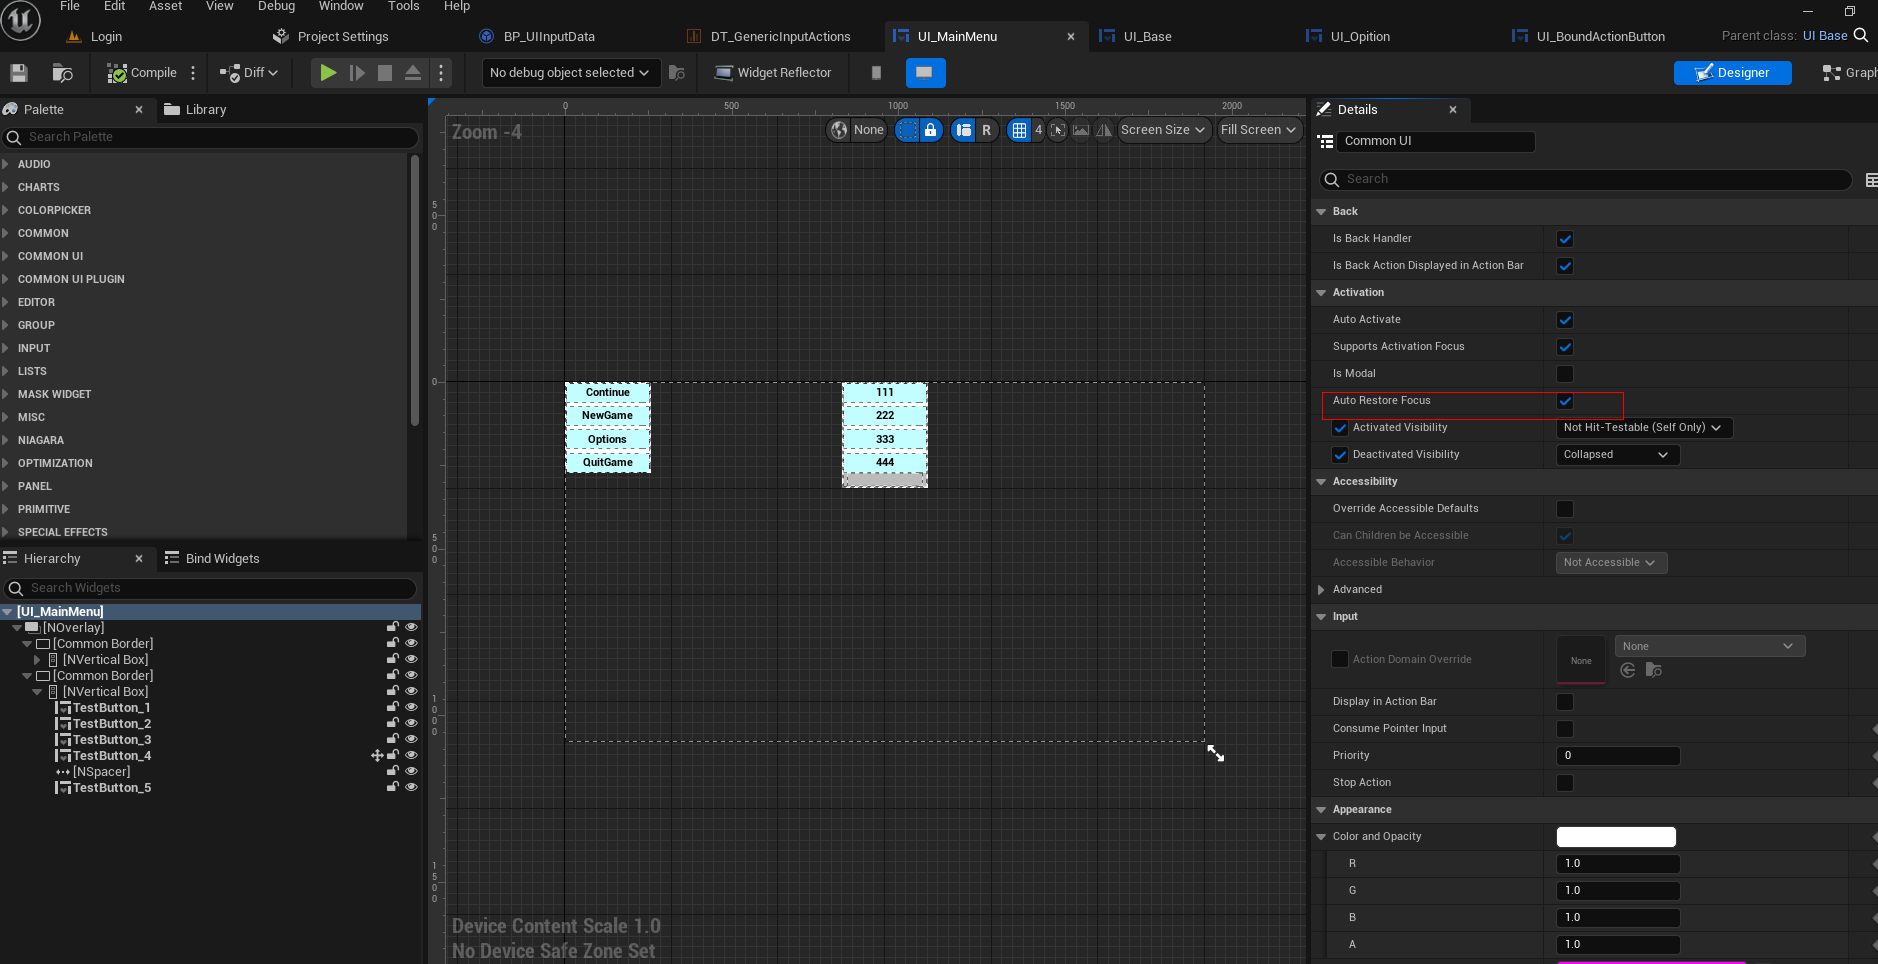 File Edit Asset View Debug Window Tools Help
Login Project Settings BP_UIInputData DT_GenericInputActions UI_MainMenu UI_Base UI_Opition UI_BoundActionButton Parent class: UI Base
Compile Diff No debug object selected Widget Reflector Designer Graph
Palette Library
Search Palette
AUDIO
CHARTS
COLORPICKER
COMMON
COMMON UI
COMMON UI PLUGIN
EDITOR
GROUP
INPUT
LISTS
MASK WIDGET
MISC
NIAGARA
OPTIMIZATION
PANEL
PRIMITIVE
SPECIAL EFFECTS
Hierarchy Bind Widgets
Search Widgets
[UI_MainMenu]
[NOverlay]
[Common Border]
[NVertical Box]
[Common Border]
[NVertical Box]
TestButton_1
TestButton_2
TestButton_3
TestButton_4
[NSpacer]
TestButton_5
0 500 1000 1500 2000
Zoom -4
None R 4 Screen Size Fill Screen
500
0
500
1000
1500
Continue
NewGame
Options
QuitGame
111
222
333
444
Device Content Scale 1.0
No Device Safe Zone Set
Details
Common UI
Search
Back
Is Back Handler
Is Back Action Displayed in Action Bar
Activation
Auto Activate
Supports Activation Focus
Is Modal
Auto Restore Focus
Activated Visibility Not Hit-Testable (Self Only)
Deactivated Visibility Collapsed
Accessibility
Override Accessible Defaults
Can Children be Accessible
Accessible Behavior Not Accessible
Advanced
Input
Action Domain Override None None
Display in Action Bar
Consume Pointer Input
Priority 0
Stop Action
Appearance
Color and Opacity
R 1.0
G 1.0
B 1.0
A 1.0